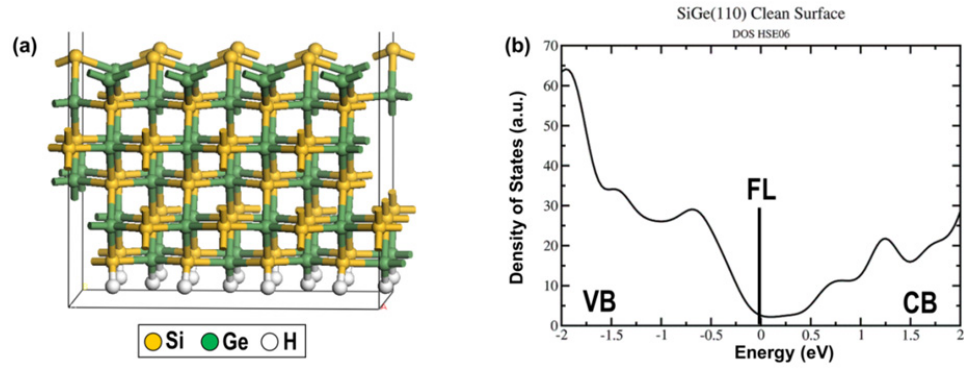 (a)
Si Ge H
(b)
SiGe(110) Clean Surface
DOS HSE06
Density of States (a.u.)
70
60
50
40
30
20
10
0
FL
VB
CB
-2 -1.5 -1 -0.5 0 0.5 1 1.5 2
Energy (eV)